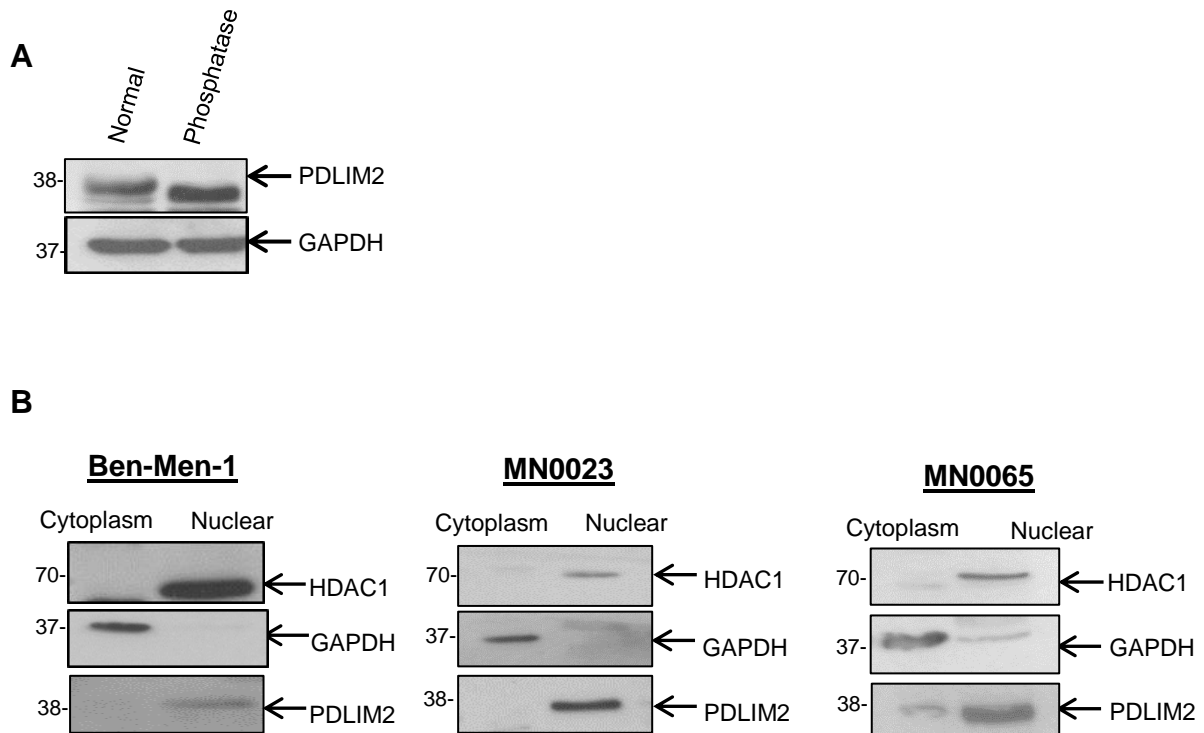 A
Normal
Phosphatase
38-
PDLIM2
37-
GAPDH
B
Ben-Men-1
Cytoplasm Nuclear
70-
HDAC1
37-
GAPDH
38-
PDLIM2
MN0023
Cytoplasm Nuclear
70-
HDAC1
37-
GAPDH
38-
PDLIM2
MN0065
Cytoplasm Nuclear
70-
HDAC1
37-
GAPDH
38-
PDLIM2